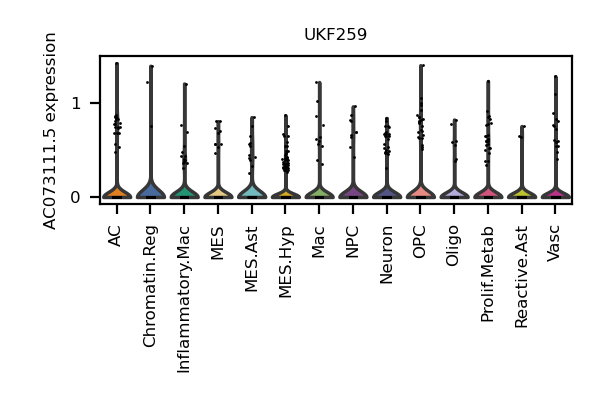 UKF259
AC073111.5 expression
1
0
AC
Chromatin.Reg
Inflammatory.Mac
MES
MES.Ast
MES.Hyp
Mac
NPC
Neuron
OPC
Oligo
Prolif.Metab
Reactive.Ast
Vasc